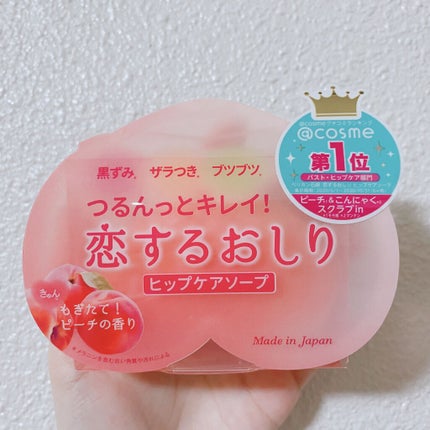 黒ずみ、ザラつき、ブツブツ、
つるんっとキレイ!
恋するおしり
ヒップケアソープ
きゅん
もぎたて!
ピーチの香り
Made in Japan
@cosme
第1位
バスト・ヒップケア部門
ピーチ&こんにゃく
スクラブin